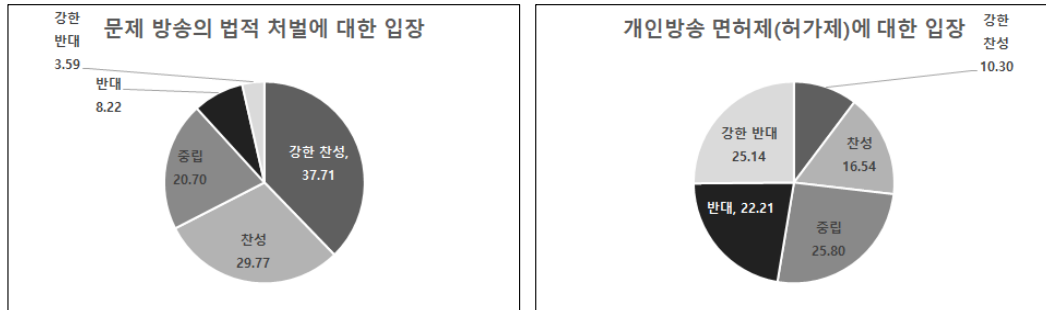 문제 방송의 법적 처벌에 대한 입장
강한
반대
3.59
반대
8.22
중립
20.70
강한 찬성,
37.71
찬성
29.77
개인방송 면허제(허가제)에 대한 입장
강한
찬성
10.30
강한 반대
25.14
찬성
16.54
반대, 22.21
중립
25.80